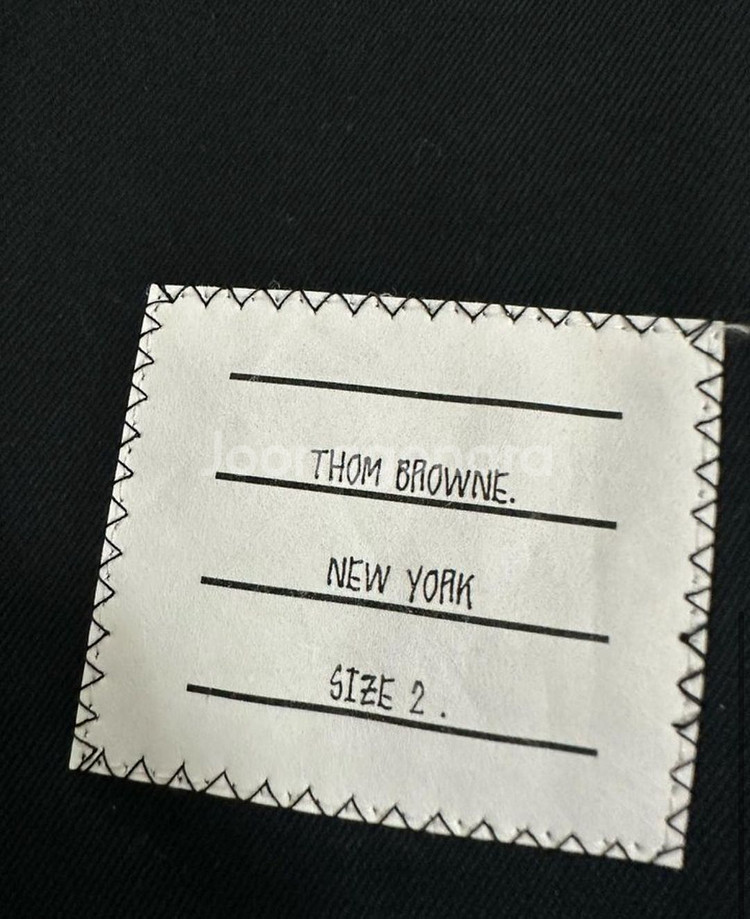 THOM BROWNE.
NEW YORK
SIZE 2.